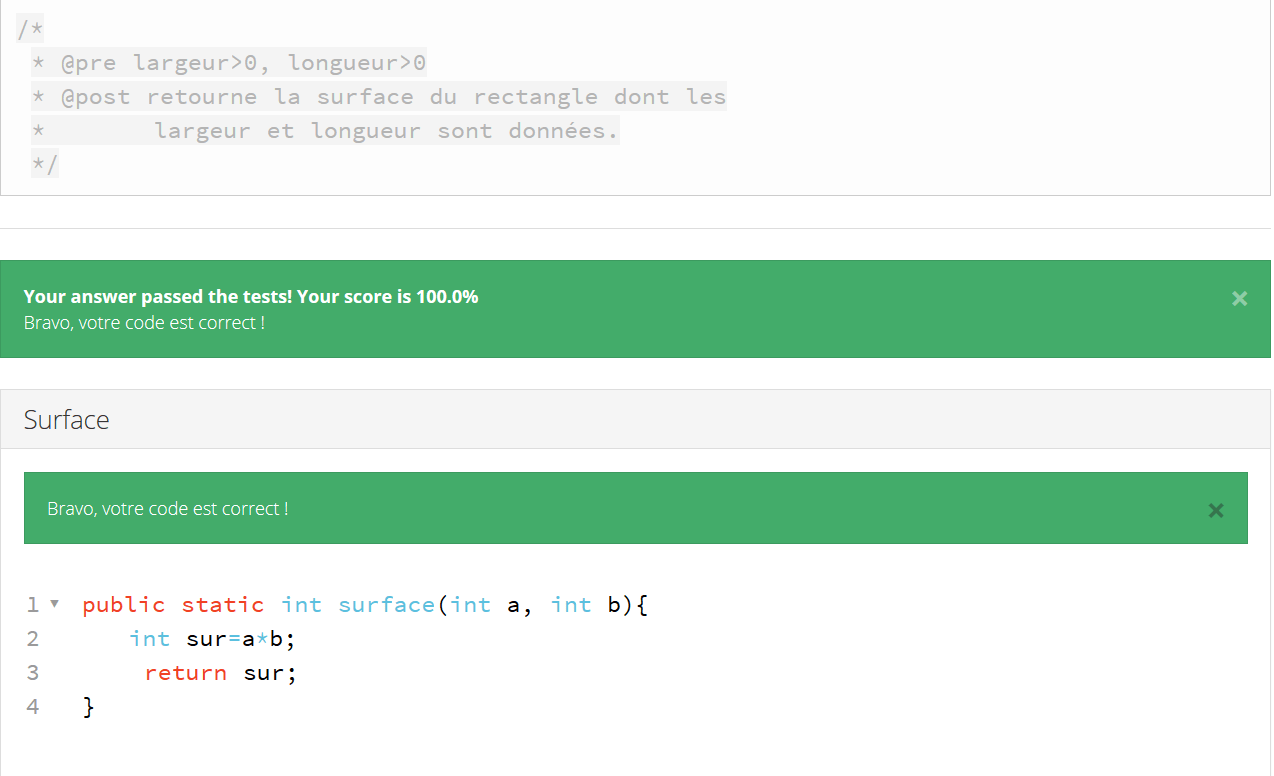 /*
* @pre largeur>0, longueur>0
* @post retourne la surface du rectangle dont les
*       largeur et longueur sont données.
*/
Your answer passed the tests! Your score is 100.0%
×
Bravo, votre code est correct !
Surface
Bravo, votre code est correct !
×
1 ▾ public static int surface(int a, int b){
2     int sur=a*b;
3      return sur;
4 }